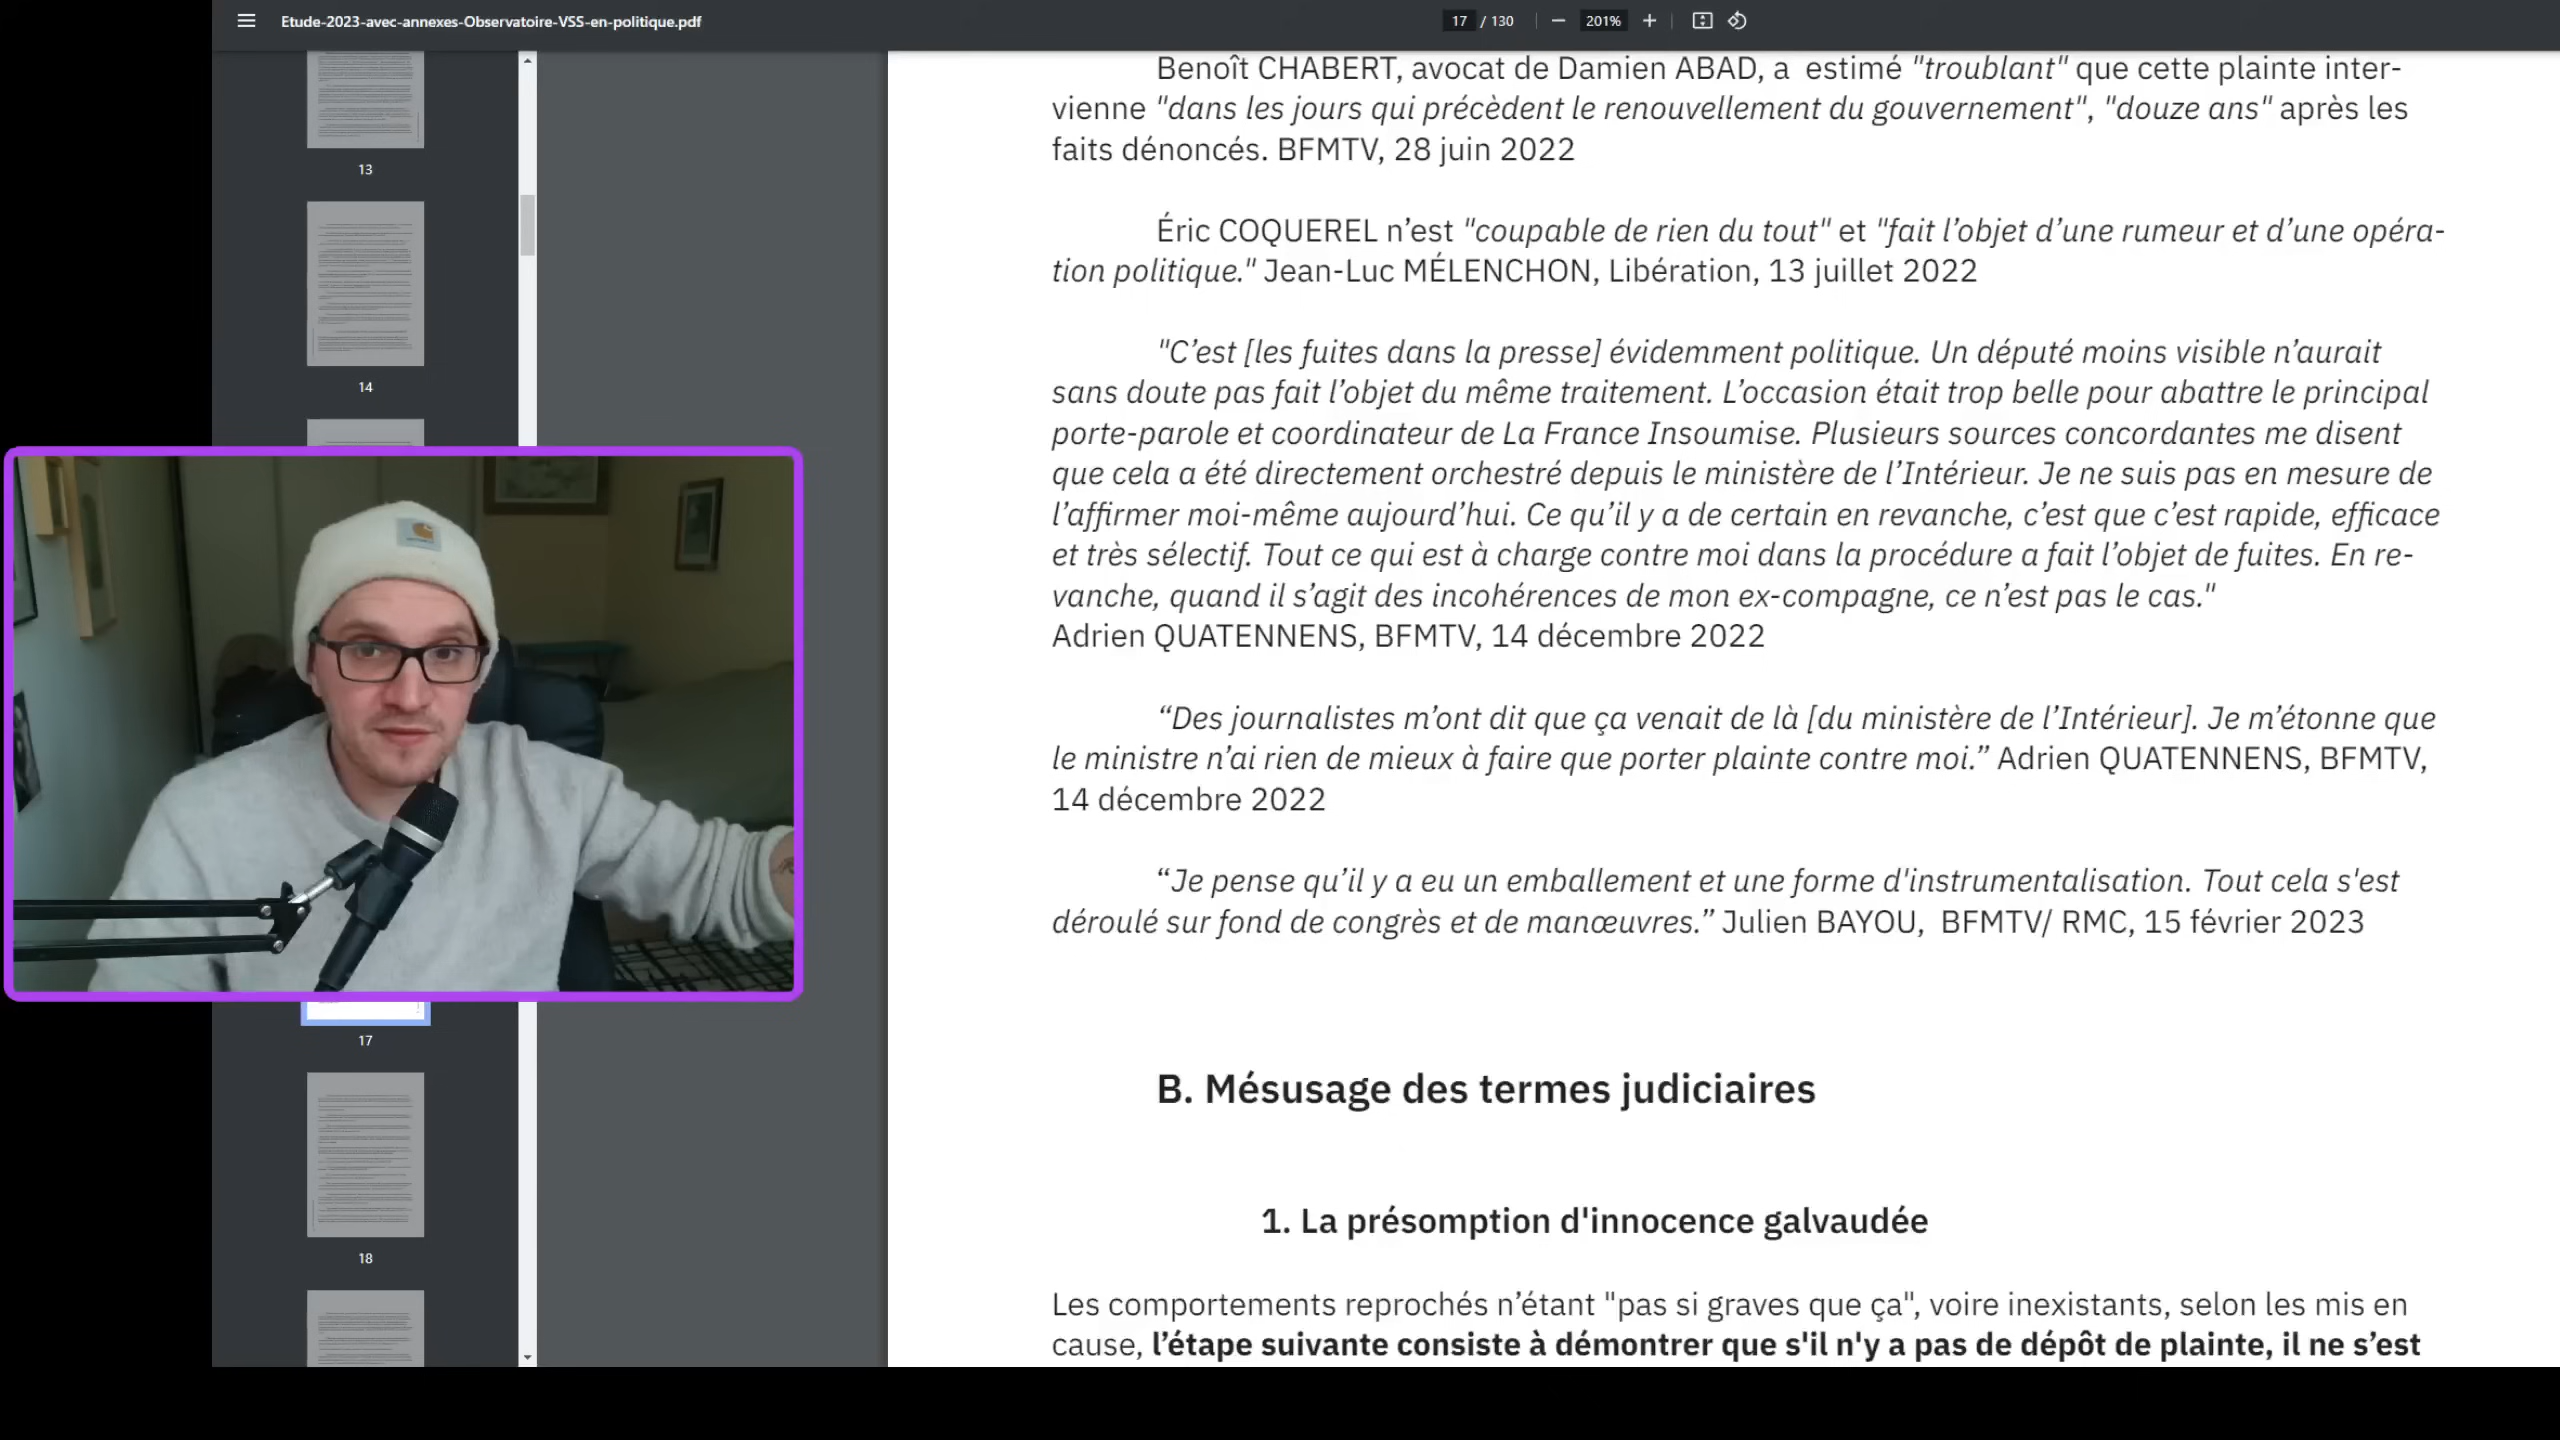 Etude-2023-avec-annexes-Observatoire-VSS-en-politique.pdf
17 / 130
201%
13
14
17
18
Benoît CHABERT, avocat de Damien ABAD, a estimé "troublant" que cette plainte inter-
vienne "dans les jours qui précèdent le renouvellement du gouvernement", "douze ans" après les
faits dénoncés. BFMTV, 28 juin 2022
Éric COQUEREL n’est "coupable de rien du tout" et "fait l’objet d’une rumeur et d’une opéra-
tion politique." Jean-Luc MÉLENCHON, Libération, 13 juillet 2022
"C’est [les fuites dans la presse] évidemment politique. Un député moins visible n’aurait
sans doute pas fait l’objet du même traitement. L’occasion était trop belle pour abattre le principal
porte-parole et coordinateur de La France Insoumise. Plusieurs sources concordantes me disent
que cela a été directement orchestré depuis le ministère de l’Intérieur. Je ne suis pas en mesure de
l’affirmer moi-même aujourd’hui. Ce qu’il y a de certain en revanche, c’est que c’est rapide, efficace
et très sélectif. Tout ce qui est à charge contre moi dans la procédure a fait l’objet de fuites. En re-
vanche, quand il s’agit des incohérences de mon ex-compagne, ce n’est pas le cas."
Adrien QUATENNENS, BFMTV, 14 décembre 2022
“Des journalistes m’ont dit que ça venait de là [du ministère de l’Intérieur]. Je m’étonne que
le ministre n’ai rien de mieux à faire que porter plainte contre moi.” Adrien QUATENNENS, BFMTV,
14 décembre 2022
“Je pense qu’il y a eu un emballement et une forme d'instrumentalisation. Tout cela s'est
déroulé sur fond de congrès et de manœuvres.” Julien BAYOU, BFMTV/ RMC, 15 février 2023
B. Mésusage des termes judiciaires
1. La présomption d'innocence galvaudée
Les comportements reprochés n’étant "pas si graves que ça", voire inexistants, selon les mis en
cause, l’étape suivante consiste à démontrer que s'il n'y a pas de dépôt de plainte, il ne s’est